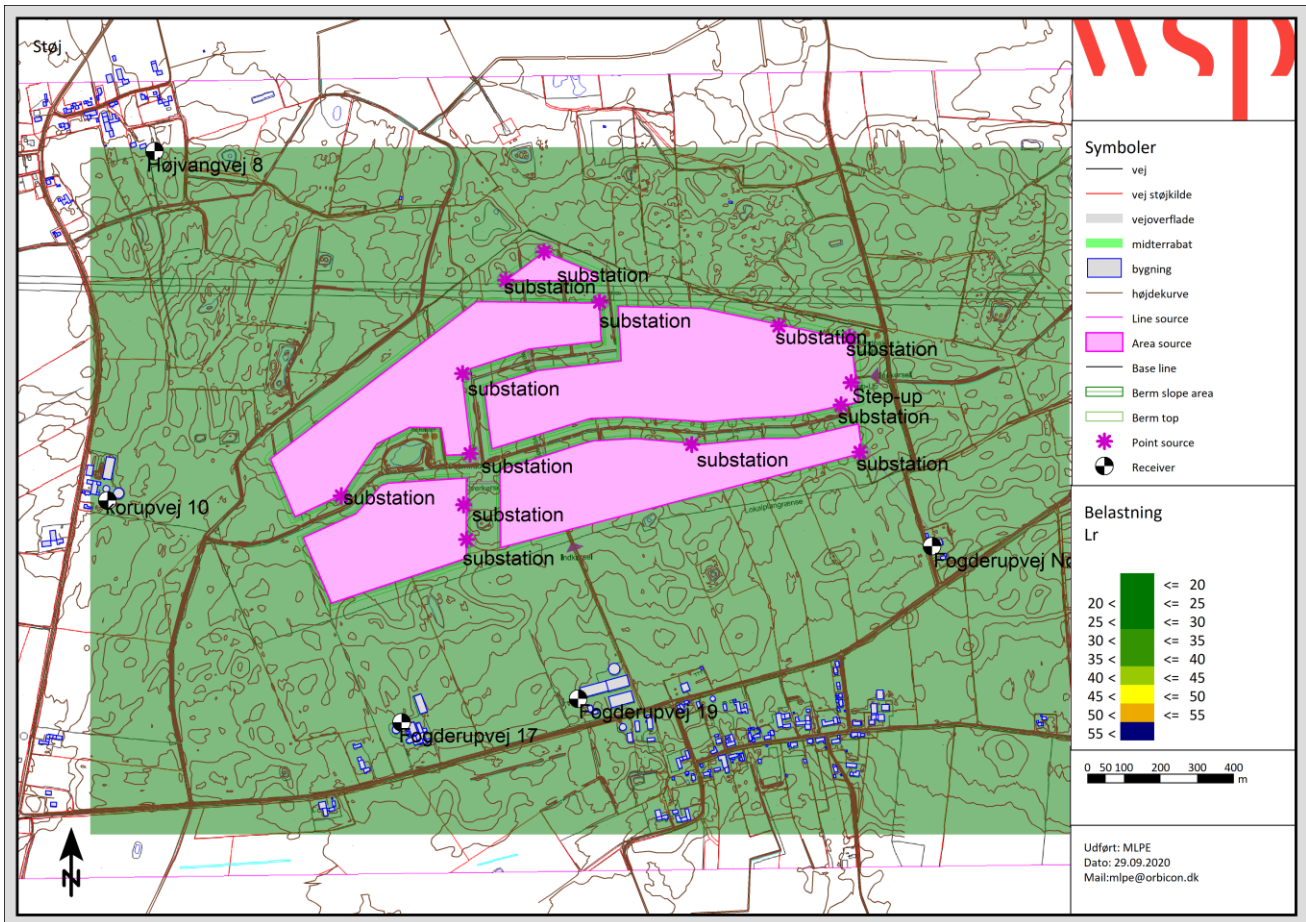 Støj
wsp
Højvangvej 8
substation
substation
substation
substation
substation
substation
Step-up
substation
substation
substation
substation
substation
substation
substation
korupvej 10
Lokalplangrænse
Indkørsel
Fogderupvej
Fogderupvej 19
Fogderupvej 17
N
Symboler
vej
vej støjkilde
vejoverflade
midterrabat
bygning
højdekurve
Line source
Area source
Base line
Berm slope area
Berm top
Point source
Receiver
Belastning
Lr
<= 20
20 < <= 25
25 < <= 30
30 < <= 35
35 < <= 40
40 < <= 45
45 < <= 50
50 < <= 55
55 <
0 50 100 200 300 400
m
Udført: MLPE
Dato: 29.09.2020
Mail:mlpe@orbicon.dk